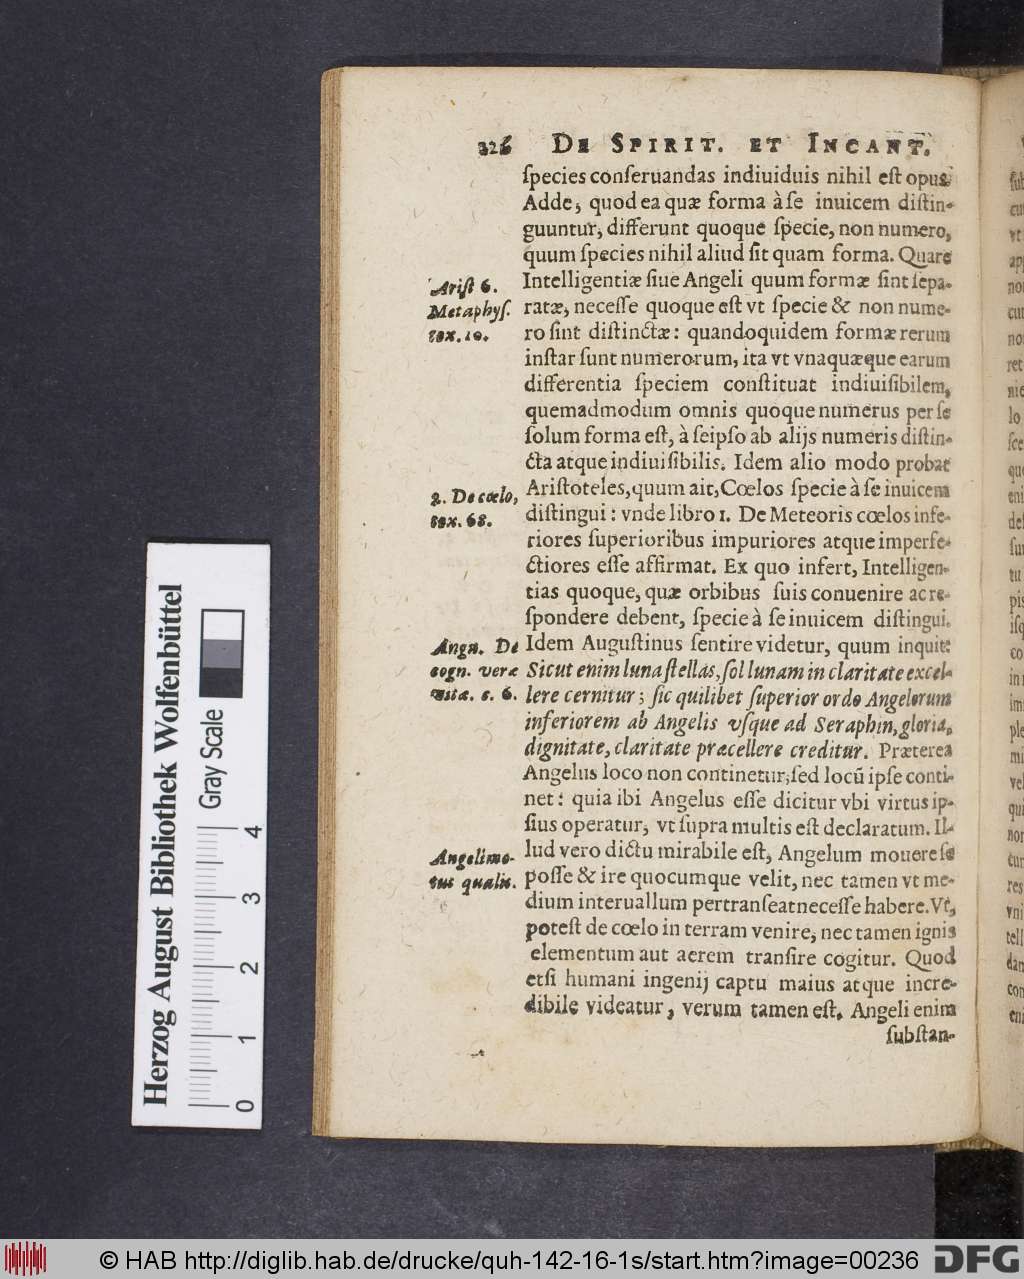 326 DE SPIRIT. ET INCANT.
ſpecies conſeruandas indiuiduis nihil eſt opus
Adde, quod ea quæ forma à ſe inuicem diſtin-
guuntur, differunt quoque ſpecie, non numero,
quum ſpecies nihil aliud ſit quam forma. Quare
Intelligentiæ ſiue Angeli quum formæ ſint ſepa-
ratæ, neceſſe quoque eſt vt ſpecie & non nume-
ro ſint diſtinctæ: quandoquidem formæ rerum
inſtar ſunt numerorum, ita vt vnaquæque earum
differentia ſpeciem conſtituat indiuiſibilem,
quemadmodum omnis quoque numerus per ſe
ſolum forma eſt, à ſeipſo ab alijs numeris diſtin-
cta atque indiuiſibilis. Idem alio modo probat
Ariſtoteles, quum ait, Cœlos ſpecie à ſe inuicem
diſtingui: vnde libro 1. De Meteoris cœlos infe-
riores ſuperioribus impuriores atque imperfe-
ctiores eſſe affirmat. Ex quo infert, Intelligen-
tias quoque, quæ orbibus ſuis conuenire ac re-
ſpondere debent, ſpecie à ſe inuicem diſtingui.
Idem Auguſtinus ſentire videtur, quum inquit:
Sicut enim luna ſtellas, ſol lunam in claritate excel-
lere cernitur; ſic quilibet ſuperior ordo Angelorum
inferiorem ab Angelis vſque ad Seraphin, gloria,
dignitate, claritate præcellere creditur. Præterea
Angelus loco non continetur, ſed locū ipſe conti-
net: quia ibi Angelus eſſe dicitur vbi virtus ip-
ſius operatur, vt ſupra multis eſt declaratum. Il-
lud vero dictu mirabile eſt, Angelum mouere ſe
poſſe & ire quocumque velit, nec tamen vt me-
dium interuallum pertranſeat neceſſe habere. Vt,
poteſt de cœlo in terram venire, nec tamen ignis
elementum aut aerem tranſire cogitur. Quod
etſi humani ingenij captu maius atque incre-
dibile videatur, verum tamen eſt. Angeli enim
ſubſtan-
Ariſt 6.
Metaphyſ.
tex. 10.
2. De cœlo,
tex. 68.
Augu. De
cogn. veræ
vitæ. c. 6.
Angeli mo-
tus qualis.
Herzog August Bibliothek Wolfenbüttel
Gray Scale
0 1 2 3 4
© HAB http://diglib.hab.de/drucke/quh-142-16-1s/start.htm?image=00236
DFG